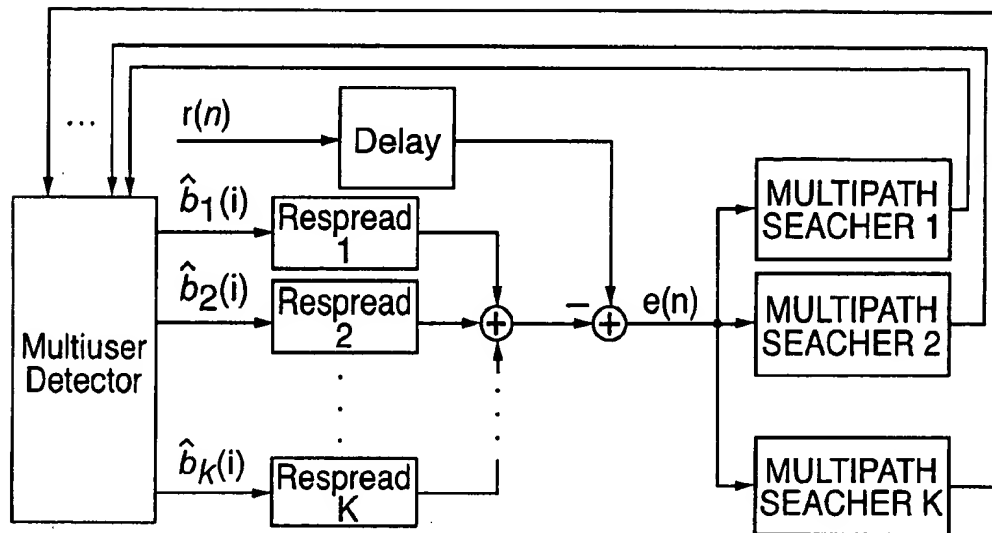 ...
r(n)
Delay
b̂1(i)
Respread
1
MULTIPATH
SEACHER 1
b̂2(i)
Respread
2
+
−
+
e(n)
MULTIPATH
SEACHER 2
Multiuser
Detector
b̂K(i)
Respread
K
MULTIPATH
SEACHER K